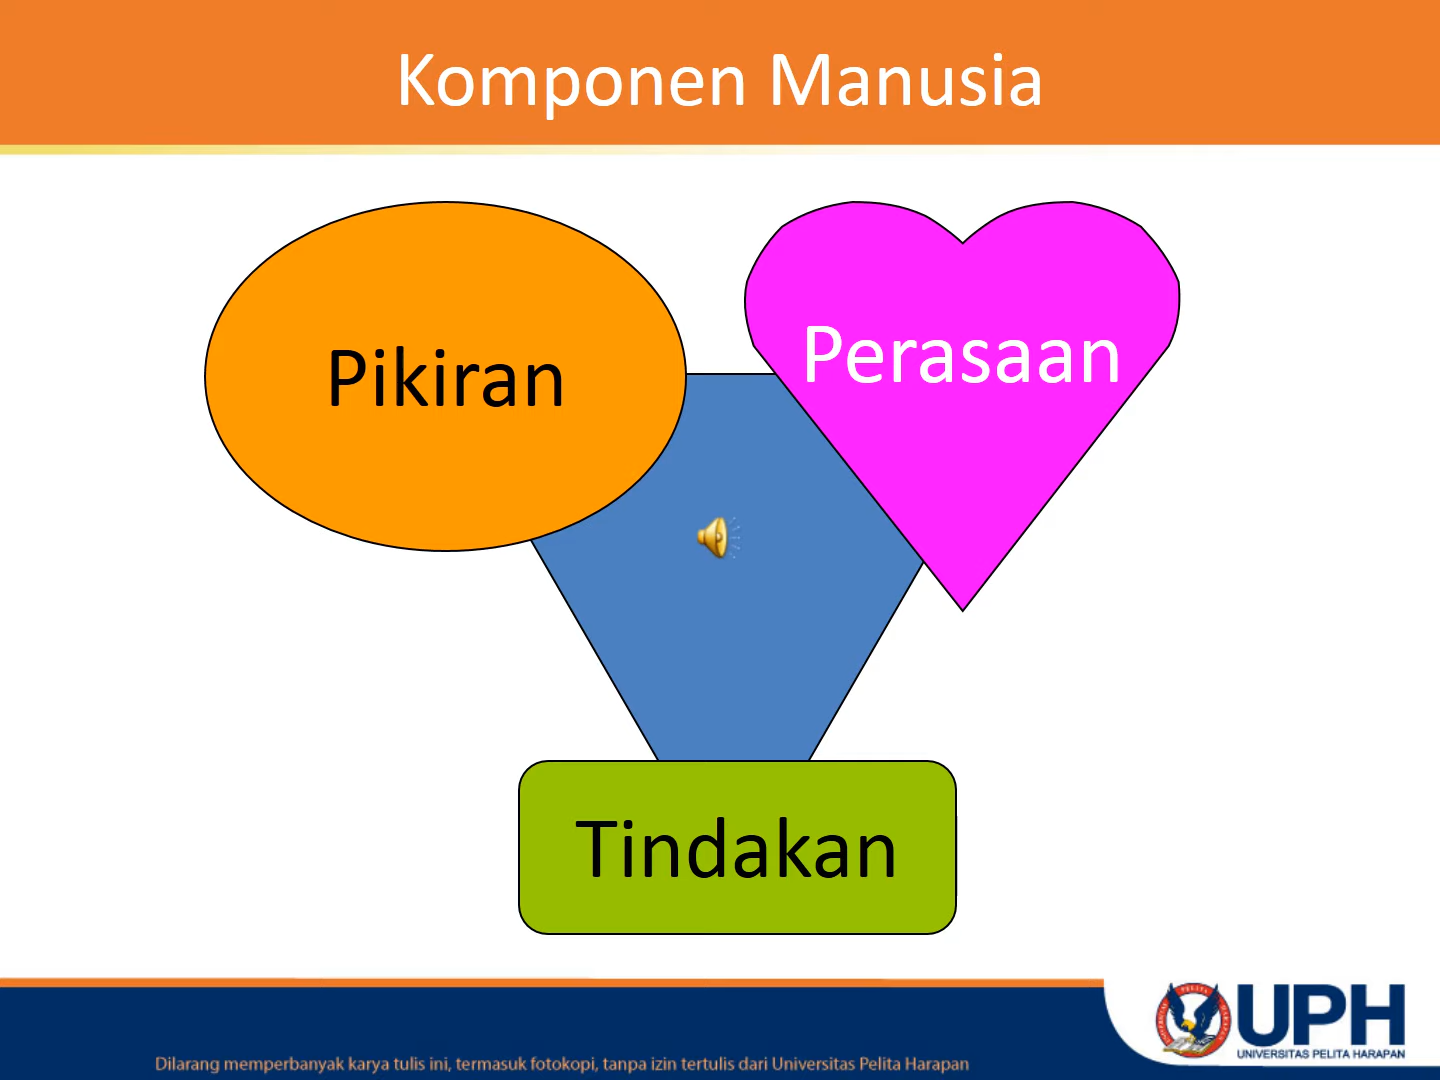 Komponen Manusia
Pikiran
Perasaan
Tindakan
UPH
UNIVERSITAS PELITA HARAPAN
Dilarang memperbanyak karya tulis ini, termasuk fotokopi, tanpa izin tertulis dari Universitas Pelita Harapan